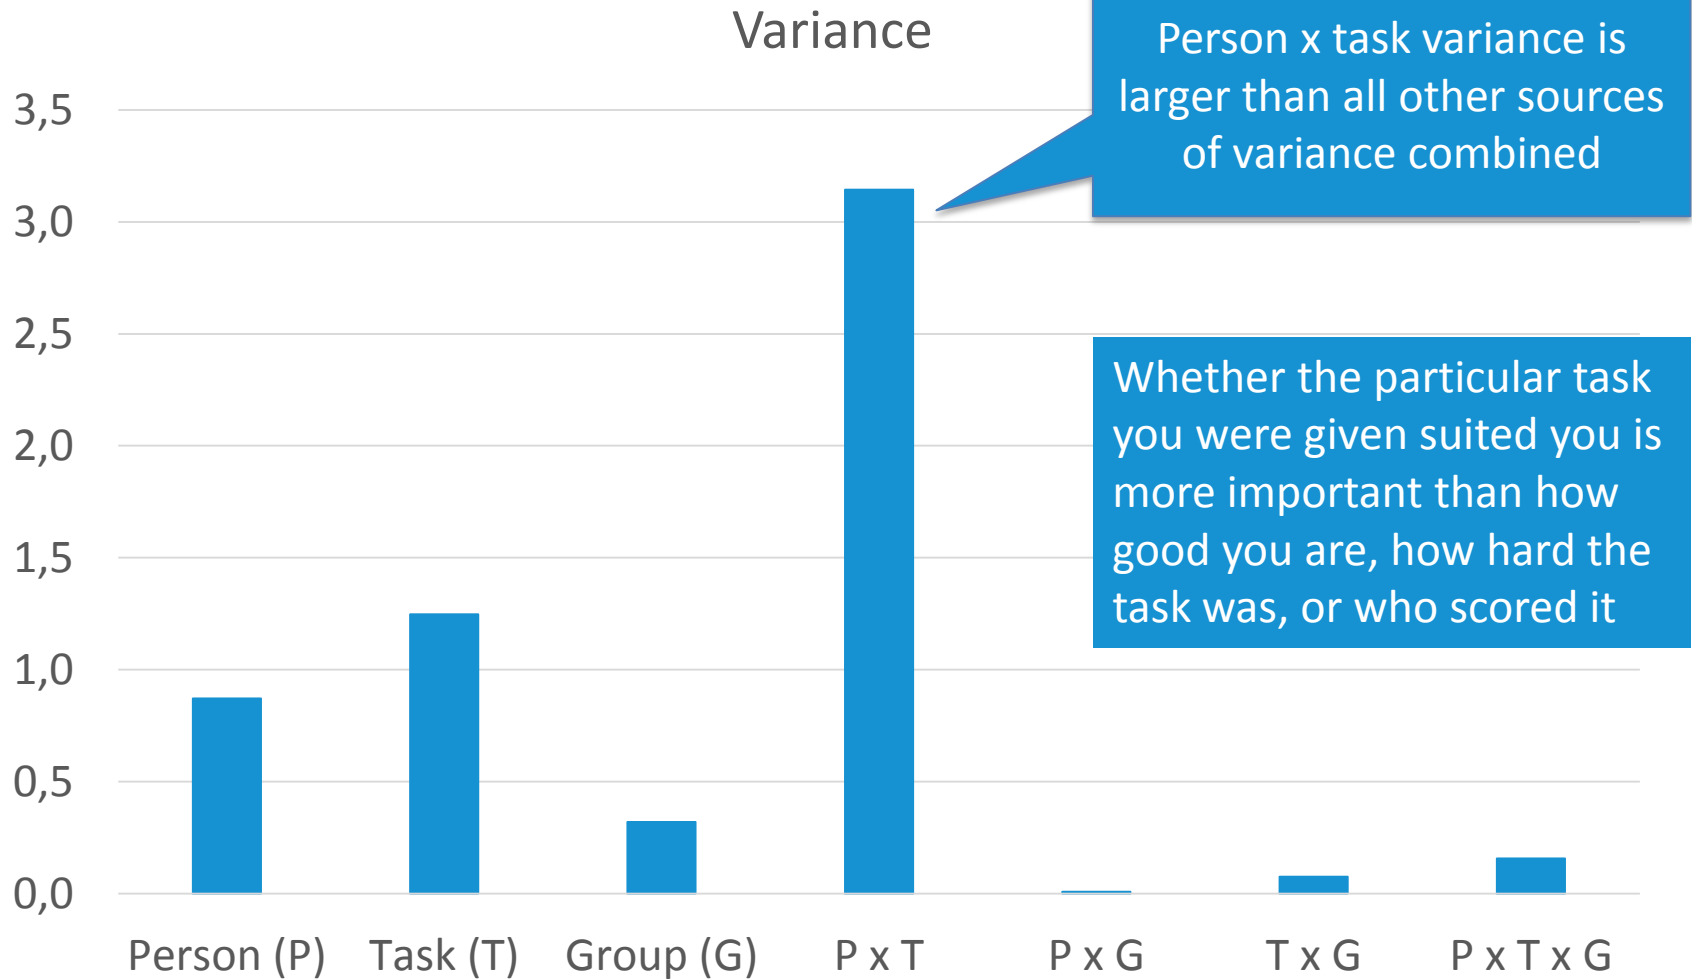 Variance
Person x task variance is
larger than all other sources
of variance combined
3,5
3,0
2,5
2,0
1,5
1,0
0,5
0,0
Whether the particular task
you were given suited you is
more important than how
good you are, how hard the
task was, or who scored it
Person (P) Task (T) Group (G) P x T P x G T x G P x T x G